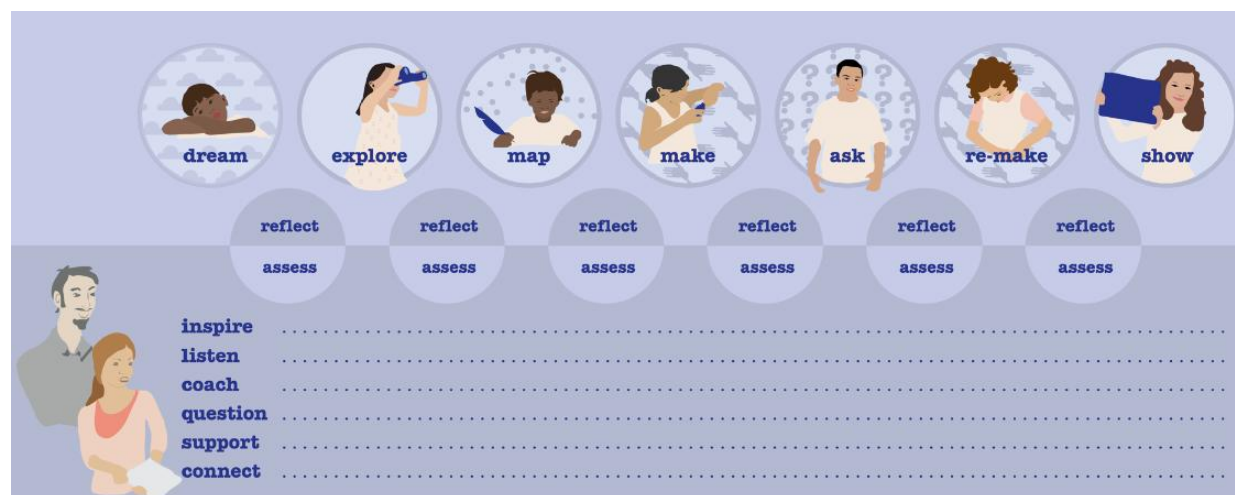 dream explore map make ask re-make show
reflect reflect reflect reflect reflect reflect
assess assess assess assess assess assess
inspire
listen
coach
question
support
connect